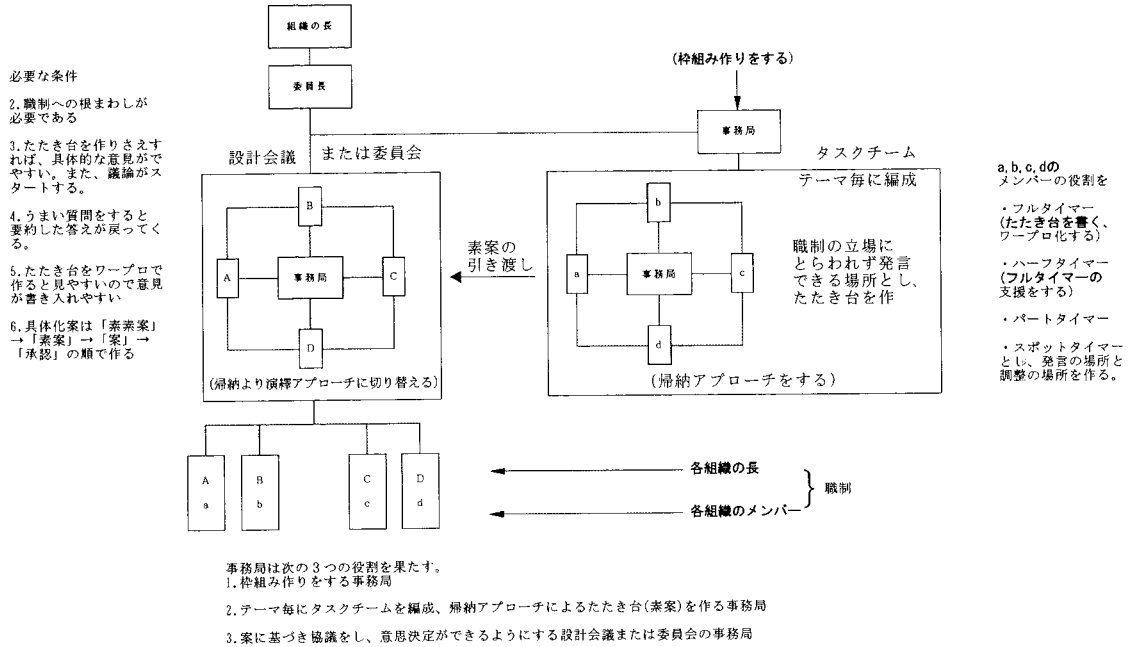 組織の長
委員長
(枠組み作りをする)
事務局
必要な条件
2.職制への根まわしが
必要である
3.たたき台を作りさえす
れば、具体的な意見がで
やすい。また、議論がス
タートする。
4.うまい質問をすると
要約した答えが戻ってく
る。
5.たたき台をワープロで
作ると見やすいので意見
が書き入れやすい
6.具体化案は「素素案」
→「素案」→「案」→
「承認」の順で作る
設計会議 または委員会
B
A
事務局
C
D
(帰納より演繹アプローチに切り替える)
素案の
引き渡し
タスクチーム
テーマ毎に編成
b
a
事務局
c
d
職制の立場に
とらわれず発言
できる場所とし、
たたき台を作
(帰納アプローチをする)
a,b,c,dの
メンバーの役割を
・フルタイマー
(たたき台を書く、
ワープロ化する)
・ハーフタイマー
(フルタイマーの
支援をする)
・パートタイマー
・スポットタイマー
とし、発言の場所と
調整の場所を作る。
A
a
B
b
C
c
D
d
各組織の長
各組織のメンバー
職制
事務局は次の3つの役割を果たす。
1.枠組み作りをする事務局
2.テーマ毎にタスクチームを編成、帰納アプローチによるたたき台(素案)を作る事務局
3.案に基づき協議をし、意思決定ができるようにする設計会議または委員会の事務局